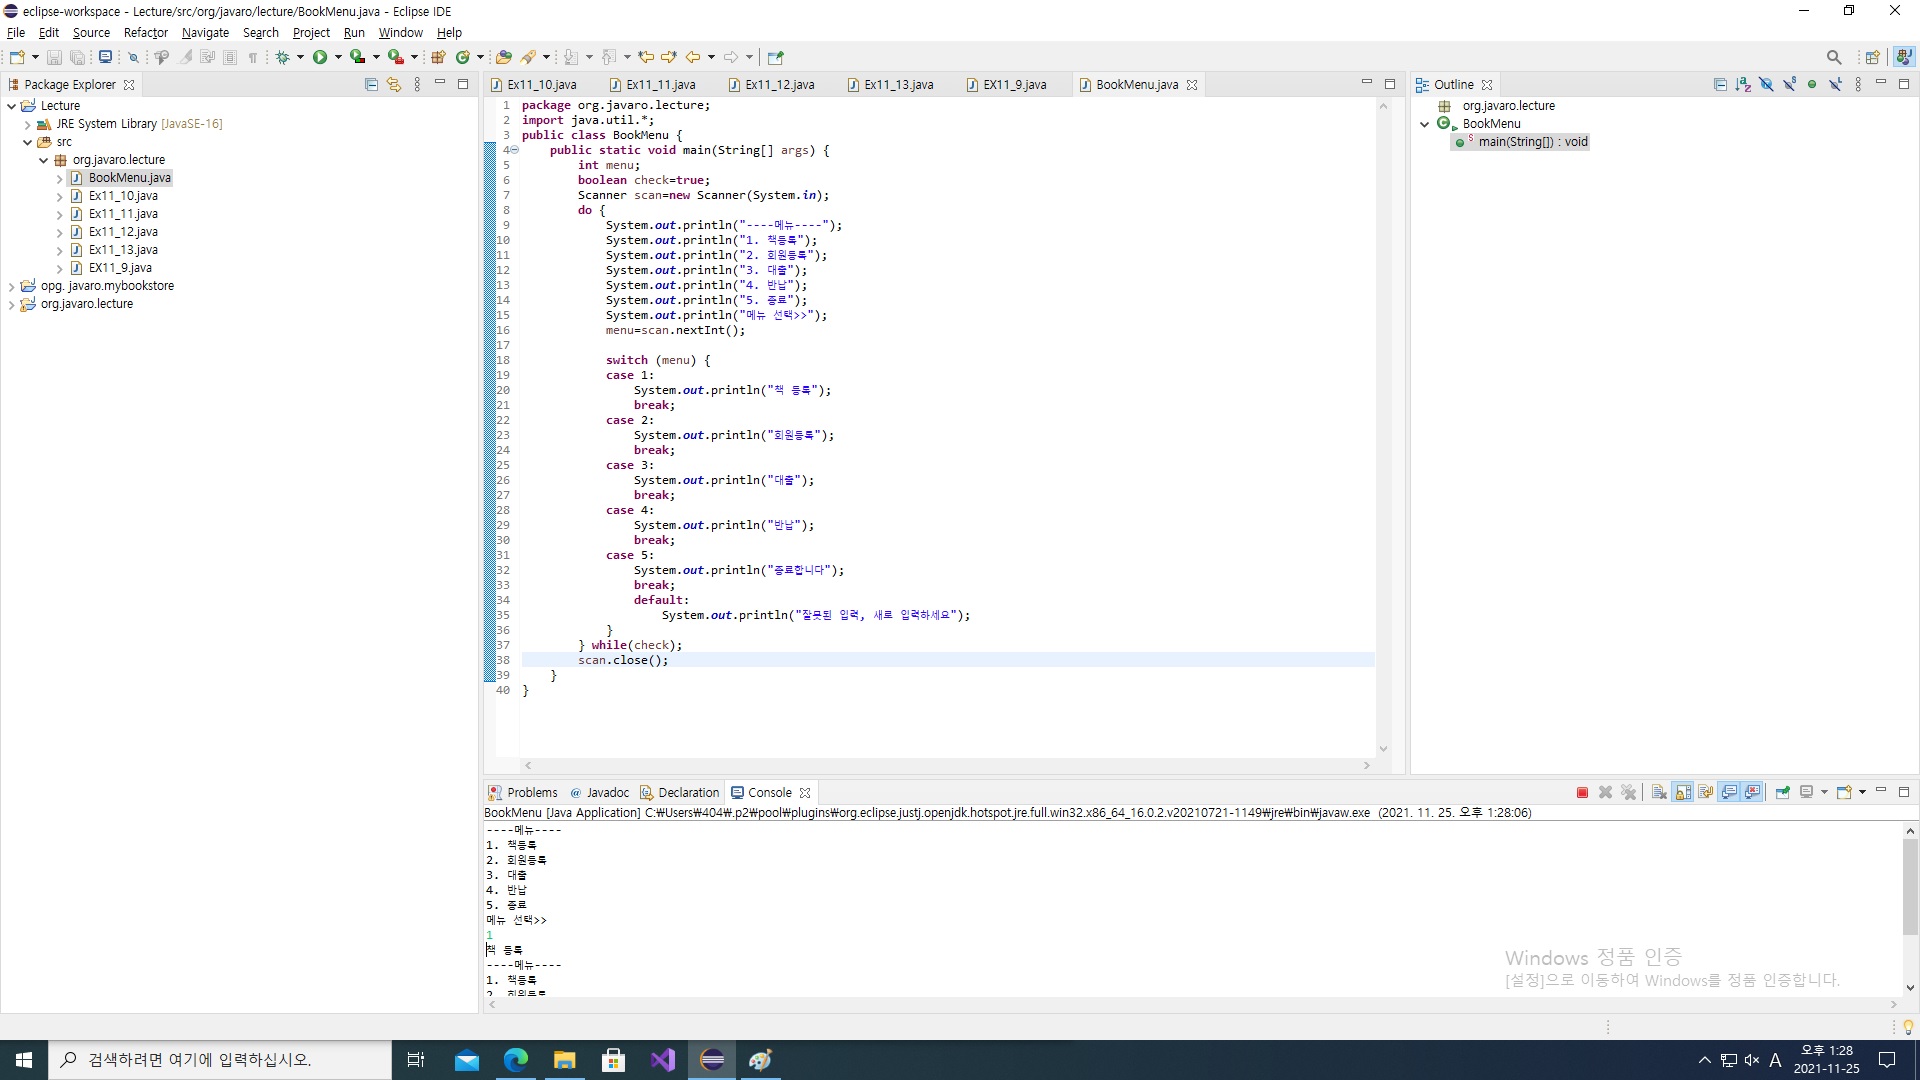 eclipse-workspace - Lecture/src/org/javaro/lecture/BookMenu.java - Eclipse IDE
File Edit Source Refactor Navigate Search Project Run Window Help
Package Explorer
Lecture
JRE System Library [JavaSE-16]
src
org.javaro.lecture
BookMenu.java
Ex11_10.java
Ex11_11.java
Ex11_12.java
Ex11_13.java
EX11_9.java
opg. javaro.mybookstore
org.javaro.lecture
Ex11_10.java Ex11_11.java Ex11_12.java Ex11_13.java EX11_9.java BookMenu.java
1 package org.javaro.lecture;
2 import java.util.*;
3 public class BookMenu {
4 public static void main(String[] args) {
5 int menu;
6 boolean check=true;
7 Scanner scan=new Scanner(System.in);
8 do {
9 System.out.println("----메뉴----");
10 System.out.println("1. 책등록");
11 System.out.println("2. 회원등록");
12 System.out.println("3. 대출");
13 System.out.println("4. 반납");
14 System.out.println("5. 종료");
15 System.out.println("메뉴 선택>>");
16 menu=scan.nextInt();
17
18 switch (menu) {
19 case 1:
20 System.out.println("책 등록");
21 break;
22 case 2:
23 System.out.println("회원등록");
24 break;
25 case 3:
26 System.out.println("대출");
27 break;
28 case 4:
29 System.out.println("반납");
30 break;
31 case 5:
32 System.out.println("종료합니다");
33 break;
34 default:
35 System.out.println("잘못된 입력, 새로 입력하세요");
36 }
37 } while(check);
38 scan.close();
39 }
40 }
Outline
org.javaro.lecture
BookMenu
main(String[]) : void
Problems Javadoc Declaration Console
BookMenu [Java Application] C:₩Users₩404₩.p2₩pool₩plugins₩org.eclipse.justj.openjdk.hotspot.jre.full.win32.x86_64_16.0.2.v20210721-1149₩jre₩bin₩javaw.exe (2021. 11. 25. 오후 1:28:06)
----메뉴----
1. 책등록
2. 회원등록
3. 대출
4. 반납
5. 종료
메뉴 선택>>
1
책 등록
----메뉴----
1. 책등록
2. 회원등록
Windows 정품 인증
[설정]으로 이동하여 Windows를 정품 인증합니다.
검색하려면 여기에 입력하십시오.
A
오후 1:28
2021-11-25